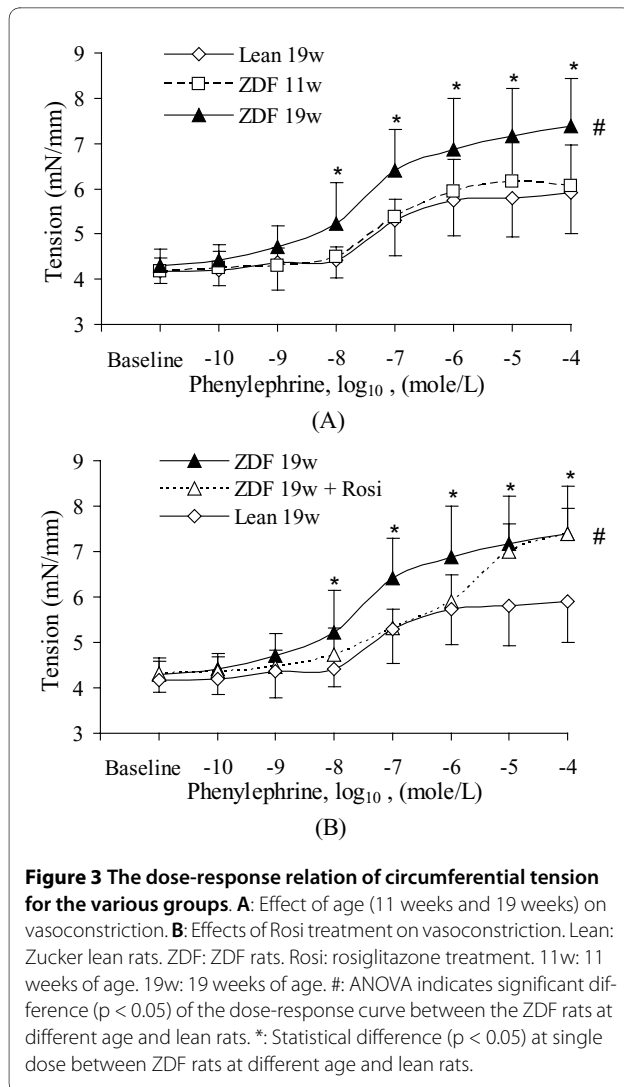 Lean 19w
ZDF 11w
ZDF 19w
Tension (mN/mm)
9
8
7
6
5
4
3
* * * * *
#
Baseline -10 -9 -8 -7 -6 -5 -4
Phenylephrine, log10 , (mole/L)
(A)
ZDF 19w
ZDF 19w + Rosi
Lean 19w
Tension (mN/mm)
9
8
7
6
5
4
3
* * * * *
#
Baseline -10 -9 -8 -7 -6 -5 -4
Phenylephrine, log10 , (mole/L)
(B)
Figure 3 The dose-response relation of circumferential tension
for the various groups. A: Effect of age (11 weeks and 19 weeks) on
vasoconstriction. B: Effects of Rosi treatment on vasoconstriction. Lean:
Zucker lean rats. ZDF: ZDF rats. Rosi: rosiglitazone treatment. 11w: 11
weeks of age. 19w: 19 weeks of age. #: ANOVA indicates significant dif-
ference (p < 0.05) of the dose-response curve between the ZDF rats at
different age and lean rats. *: Statistical difference (p < 0.05) at single
dose between ZDF rats at different age and lean rats.